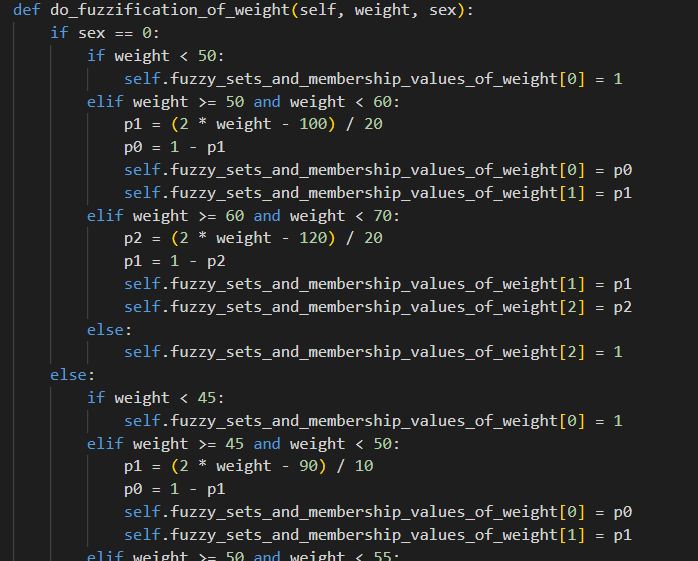 def do_fuzzification_of_weight(self, weight, sex):
    if sex == 0:
        if weight < 50:
            self.fuzzy_sets_and_membership_values_of_weight[0] = 1
        elif weight >= 50 and weight < 60:
            p1 = (2 * weight - 100) / 20
            p0 = 1 - p1
            self.fuzzy_sets_and_membership_values_of_weight[0] = p0
            self.fuzzy_sets_and_membership_values_of_weight[1] = p1
        elif weight >= 60 and weight < 70:
            p2 = (2 * weight - 120) / 20
            p1 = 1 - p2
            self.fuzzy_sets_and_membership_values_of_weight[1] = p1
            self.fuzzy_sets_and_membership_values_of_weight[2] = p2
        else:
            self.fuzzy_sets_and_membership_values_of_weight[2] = 1
    else:
        if weight < 45:
            self.fuzzy_sets_and_membership_values_of_weight[0] = 1
        elif weight >= 45 and weight < 50:
            p1 = (2 * weight - 90) / 10
            p0 = 1 - p1
            self.fuzzy_sets_and_membership_values_of_weight[0] = p0
            self.fuzzy_sets_and_membership_values_of_weight[1] = p1
        elif weight >= 50 and weight < 55: